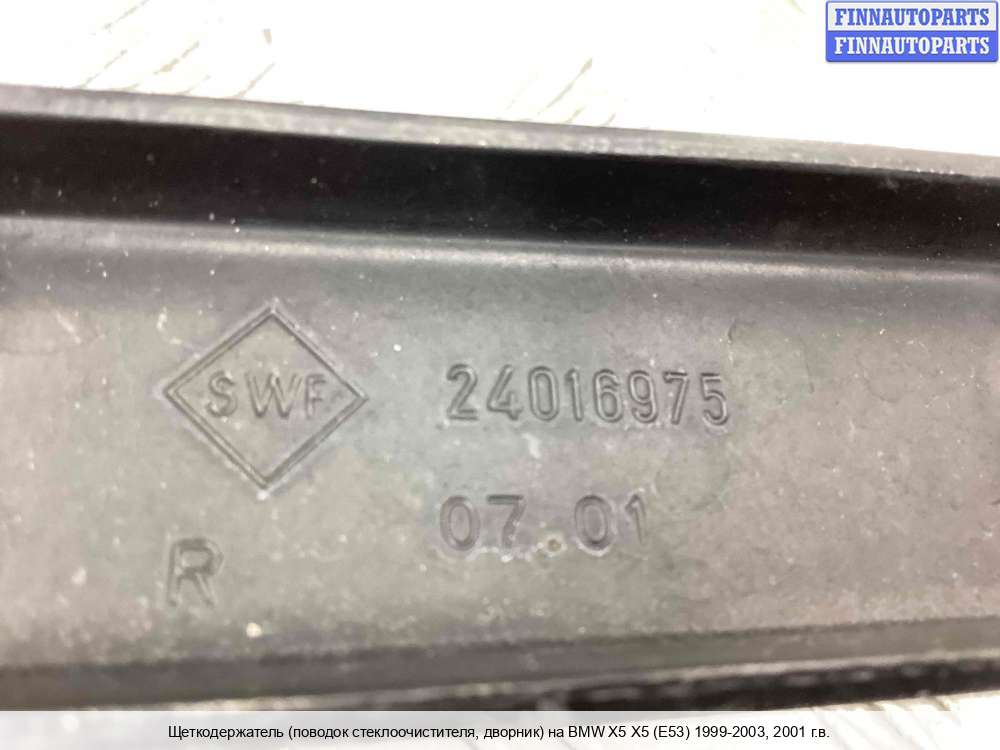 FINNAUTOPARTS
FINNAUTOPARTS
SWF 24016975
07.01
R
Щеткодержатель (поводок стеклоочистителя, дворник) на BMW X5 X5 (E53) 1999-2003, 2001 г.в.